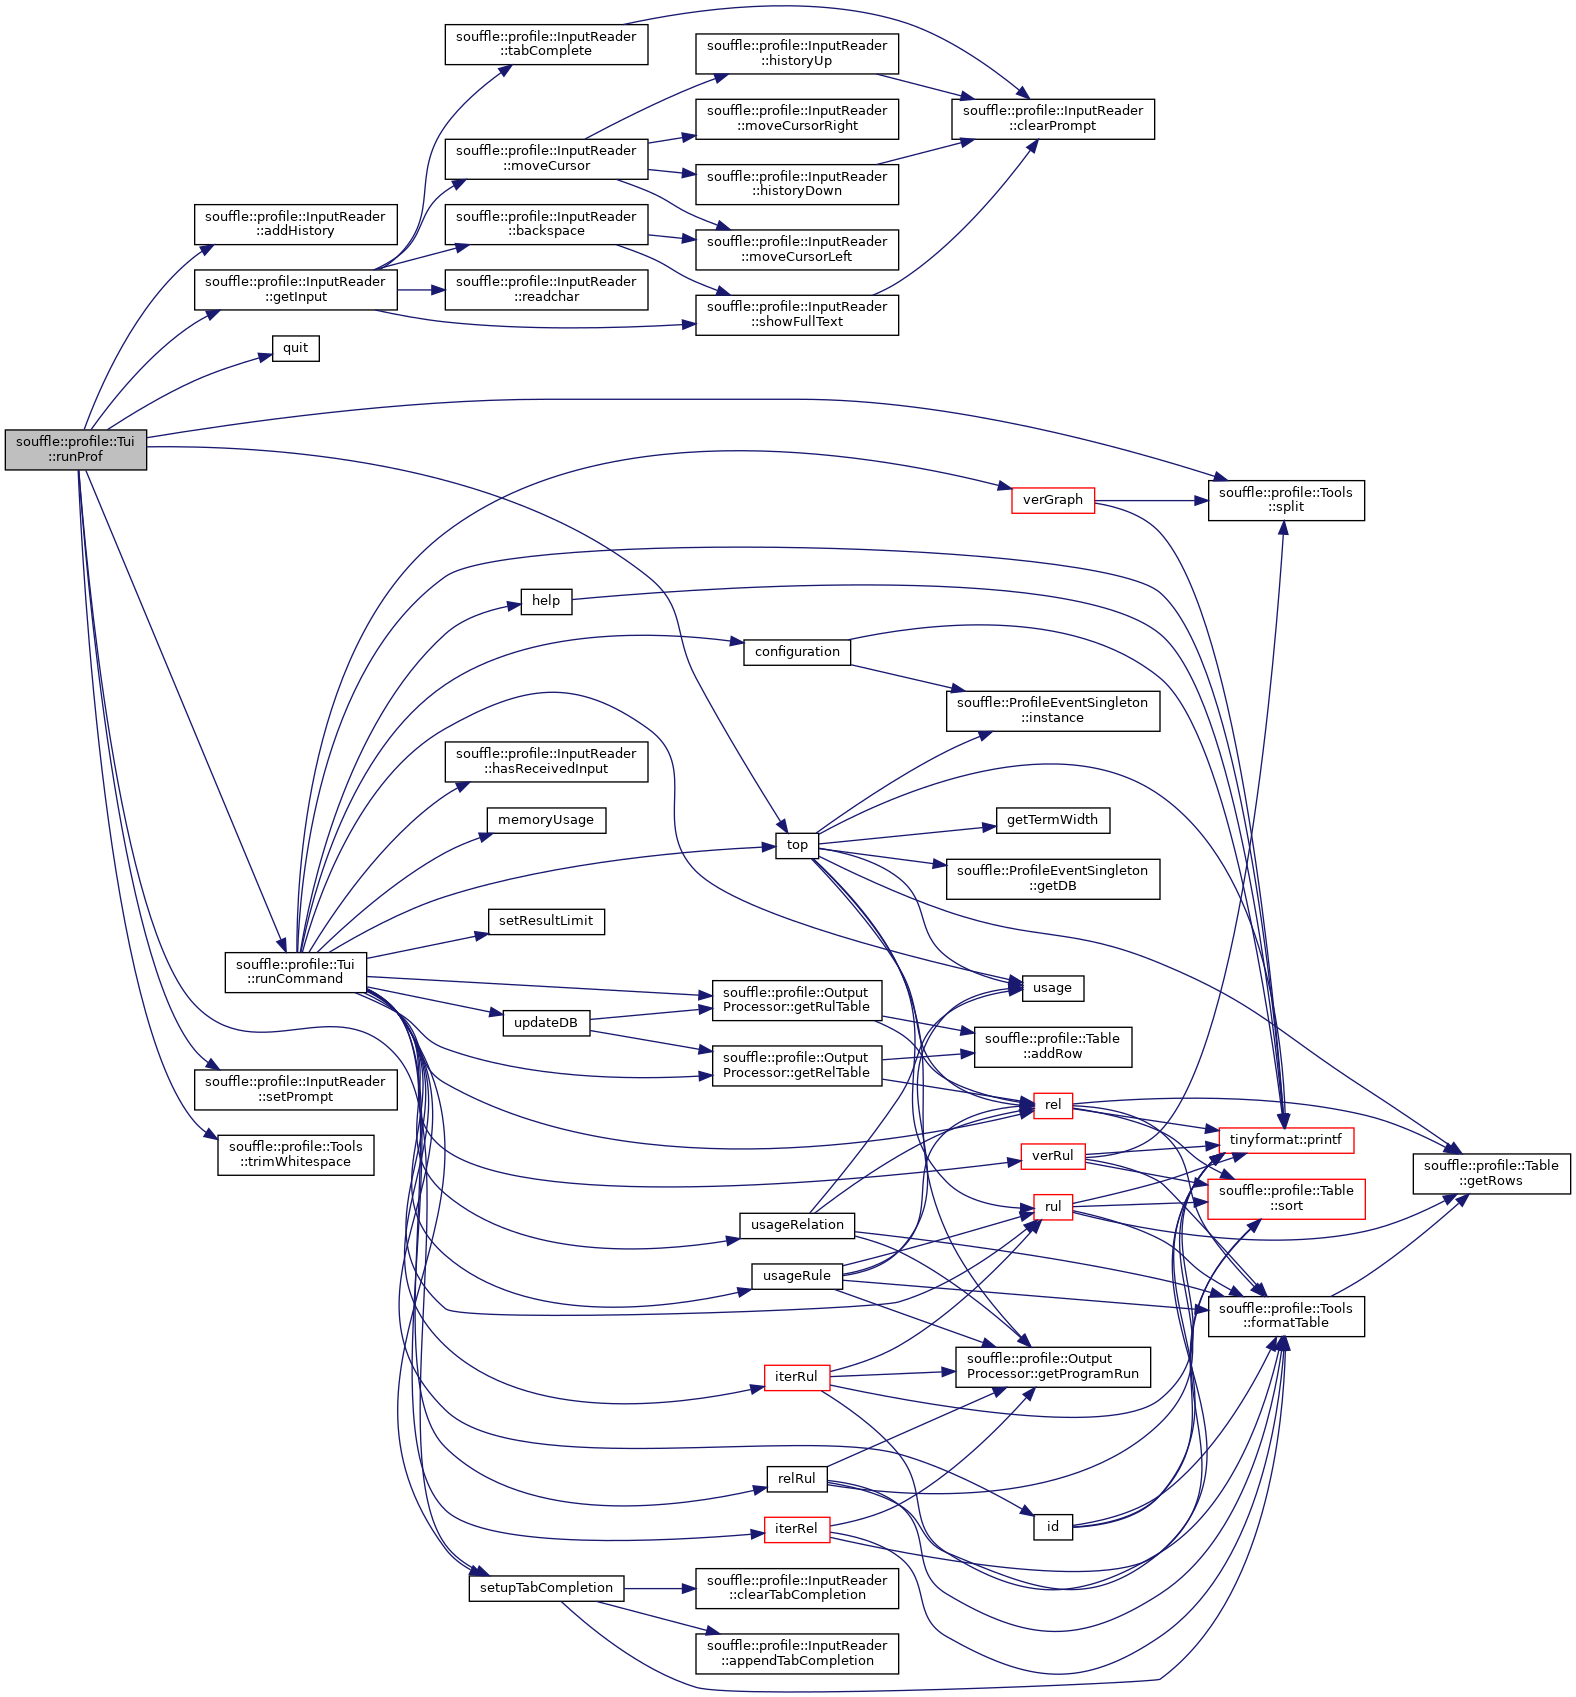 souffle::profile::InputReader
::tabComplete
souffle::profile::InputReader
::historyUp
souffle::profile::InputReader
::clearPrompt
souffle::profile::InputReader
::moveCursorRight
souffle::profile::InputReader
::moveCursor
souffle::profile::InputReader
::historyDown
souffle::profile::InputReader
::addHistory
souffle::profile::InputReader
::backspace
souffle::profile::InputReader
::moveCursorLeft
souffle::profile::InputReader
::getInput
souffle::profile::InputReader
::readchar
souffle::profile::InputReader
::showFullText
quit
souffle::profile::Tui
::runProf
verGraph
souffle::profile::Tools
::split
help
configuration
souffle::ProfileEventSingleton
::instance
souffle::profile::InputReader
::hasReceivedInput
memoryUsage
getTermWidth
top
souffle::ProfileEventSingleton
::getDB
setResultLimit
souffle::profile::Tui
::runCommand
usage
souffle::profile::Output
Processor::getRulTable
updateDB
souffle::profile::Table
::addRow
souffle::profile::Output
Processor::getRelTable
souffle::profile::InputReader
::setPrompt
rel
tinyformat::printf
souffle::profile::Tools
::trimWhitespace
verRul
souffle::profile::Table
::getRows
souffle::profile::Table
::sort
rul
usageRelation
usageRule
souffle::profile::Tools
::formatTable
souffle::profile::Output
Processor::getProgramRun
iterRul
relRul
iterRel
id
setupTabCompletion
souffle::profile::InputReader
::clearTabCompletion
souffle::profile::InputReader
::appendTabCompletion